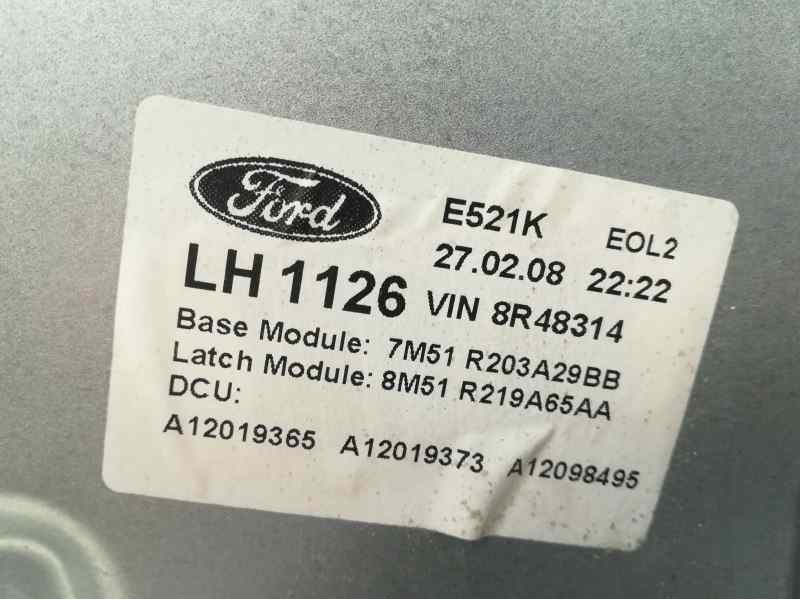 Ford
E521K EOL2
27.02.08 22:22
LH 1126 VIN 8R48314
Base Module: 7M51 R203A29BB
Latch Module: 8M51 R219A65AA
DCU:
A12019365 A12019373 A12098495